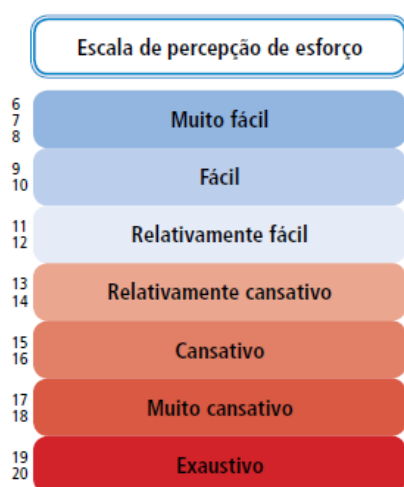 Escala de percepção de esforço
6
7
8
Muito fácil
9
10
Fácil
11
12
Relativamente fácil
13
14
Relativamente cansativo
15
16
Cansativo
17
18
Muito cansativo
19
20
Exaustivo